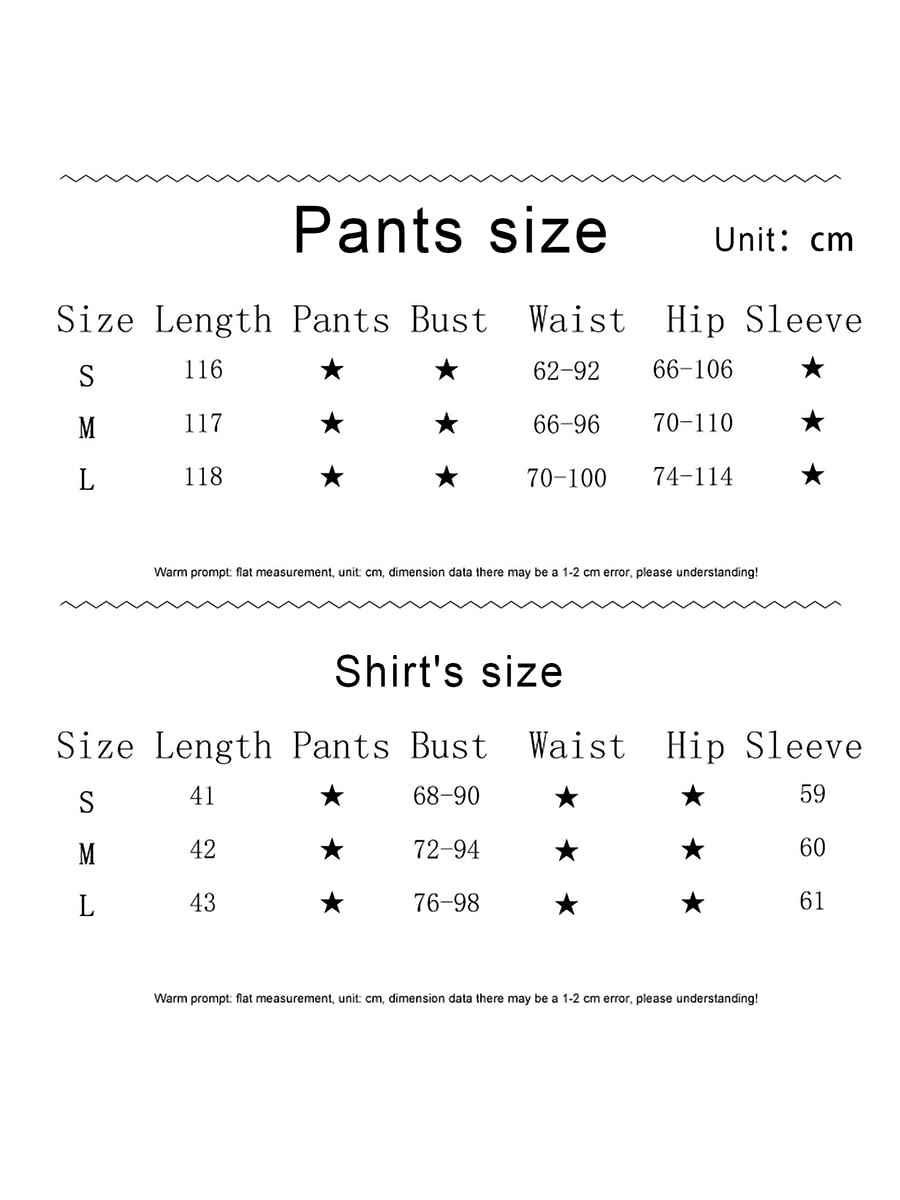 Pants size
Unit: cm
Size Length Pants Bust Waist Hip Sleeve
S 116 ★ ★ 62-92 66-106 ★
M 117 ★ ★ 66-96 70-110 ★
L 118 ★ ★ 70-100 74-114 ★
Warm prompt: flat measurement, unit: cm, dimension data there may be a 1-2 cm error, please understanding!
Shirt's size
Size Length Pants Bust Waist Hip Sleeve
S 41 ★ 68-90 ★ ★ 59
M 42 ★ 72-94 ★ ★ 60
L 43 ★ 76-98 ★ ★ 61
Warm prompt: flat measurement, unit: cm, dimension data there may be a 1-2 cm error, please understanding!